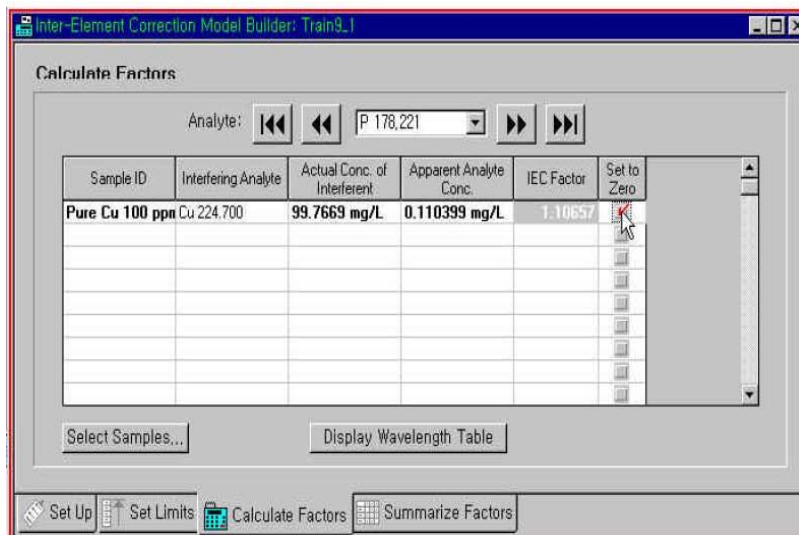 Inter-Element Correction Model Builder: Train9_1
Calculate Factors
Analyte: P 178,221
Sample ID Interfering Analyte Actual Conc. of Interferent Apparent Analyte Conc. IEC Factor Set to Zero
Pure Cu 100 ppm Cu 224.700 99.7669 mg/L 0.110399 mg/L 1.10657
Select Samples... Display Wavelength Table
Set Up Set Limits Calculate Factors Summarize Factors